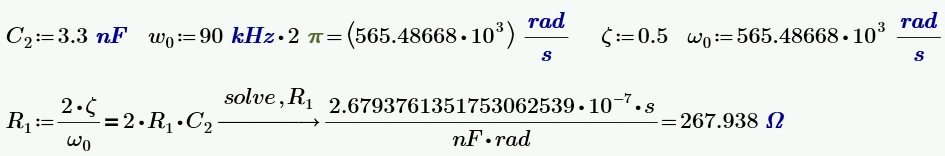 C₂:=3.3 nF w₀:=90 kHz•2 π=(565.48668•10³) rad/s ζ:=0.5 ω₀:=565.48668•10³ rad/s
R₁:= 2•ζ/ω₀ = 2•R₁•C₂ solve,R₁ → 2.6793761351753062539•10⁻⁷•s/nF•rad = 267.938 Ω